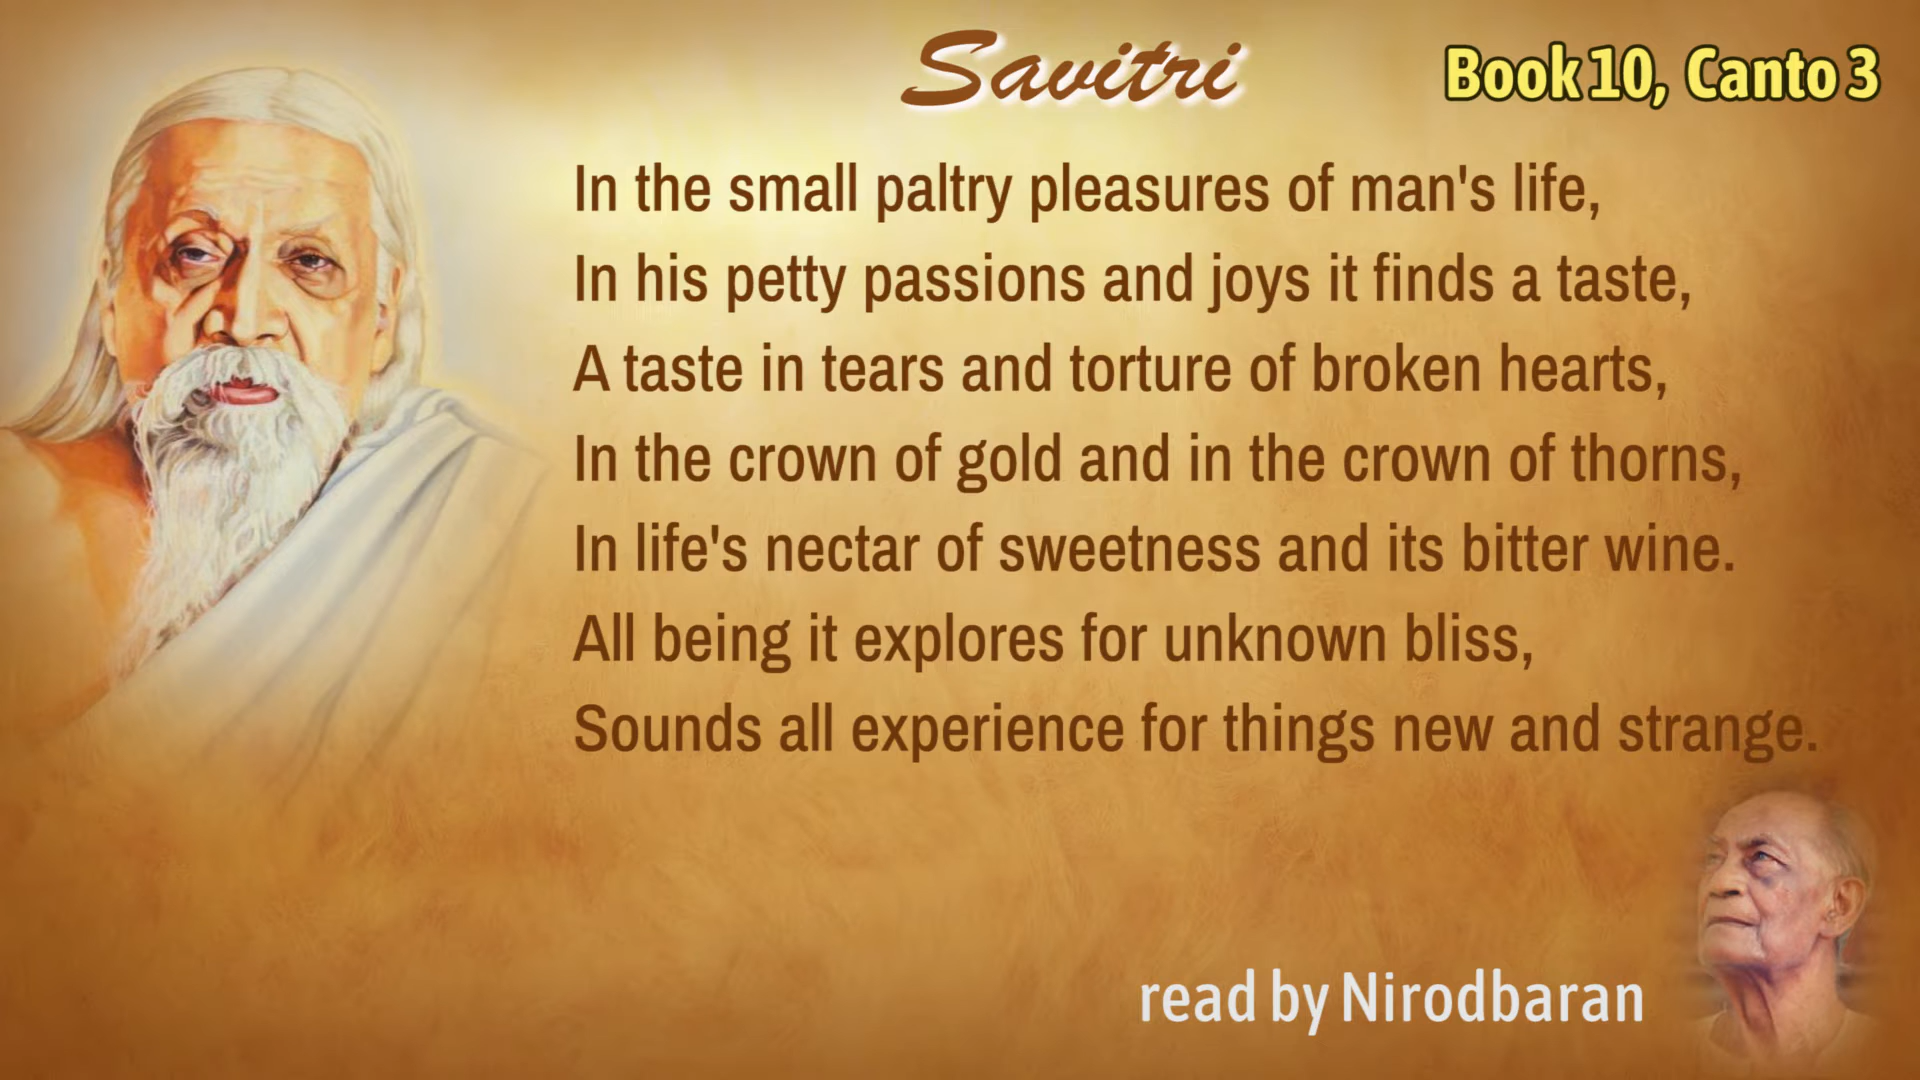 Savitri
Book 10, Canto 3
In the small paltry pleasures of man's life,
In his petty passions and joys it finds a taste,
A taste in tears and torture of broken hearts,
In the crown of gold and in the crown of thorns,
In life's nectar of sweetness and its bitter wine.
All being it explores for unknown bliss,
Sounds all experience for things new and strange.
read by Nirodbaran